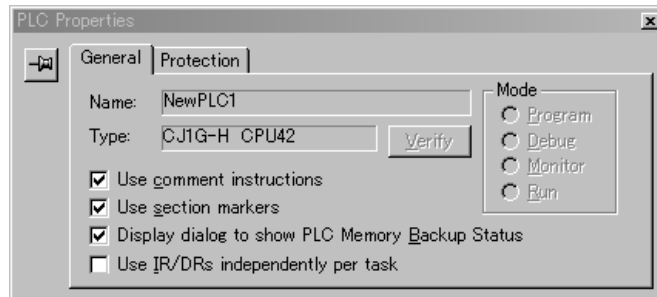 PLC Properties
General Protection
Name: NewPLC1
Type: CJ1G-H CPU42 Verify
Mode
Program
Debug
Monitor
Run
Use comment instructions
Use section markers
Display dialog to show PLC Memory Backup Status
Use IR/DRs independently per task